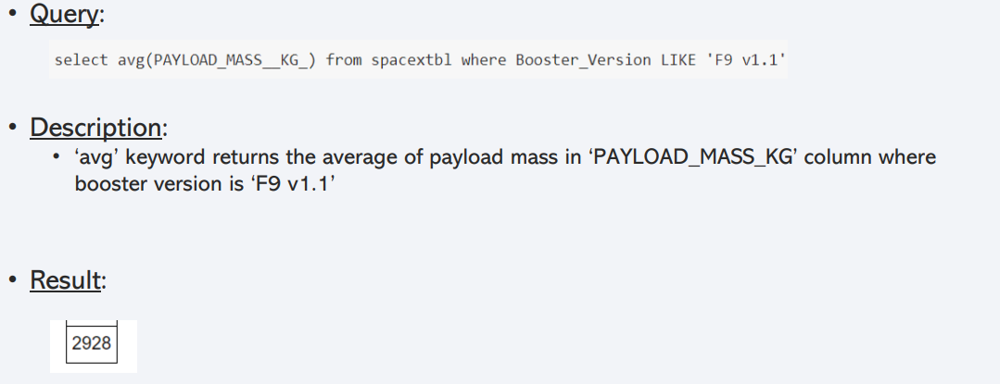 • Query:
select avg(PAYLOAD_MASS__KG_) from spacextbl where Booster_Version LIKE 'F9 v1.1'
• Description:
• ‘avg’ keyword returns the average of payload mass in ‘PAYLOAD_MASS_KG’ column where
booster version is ‘F9 v1.1’
• Result:
2928